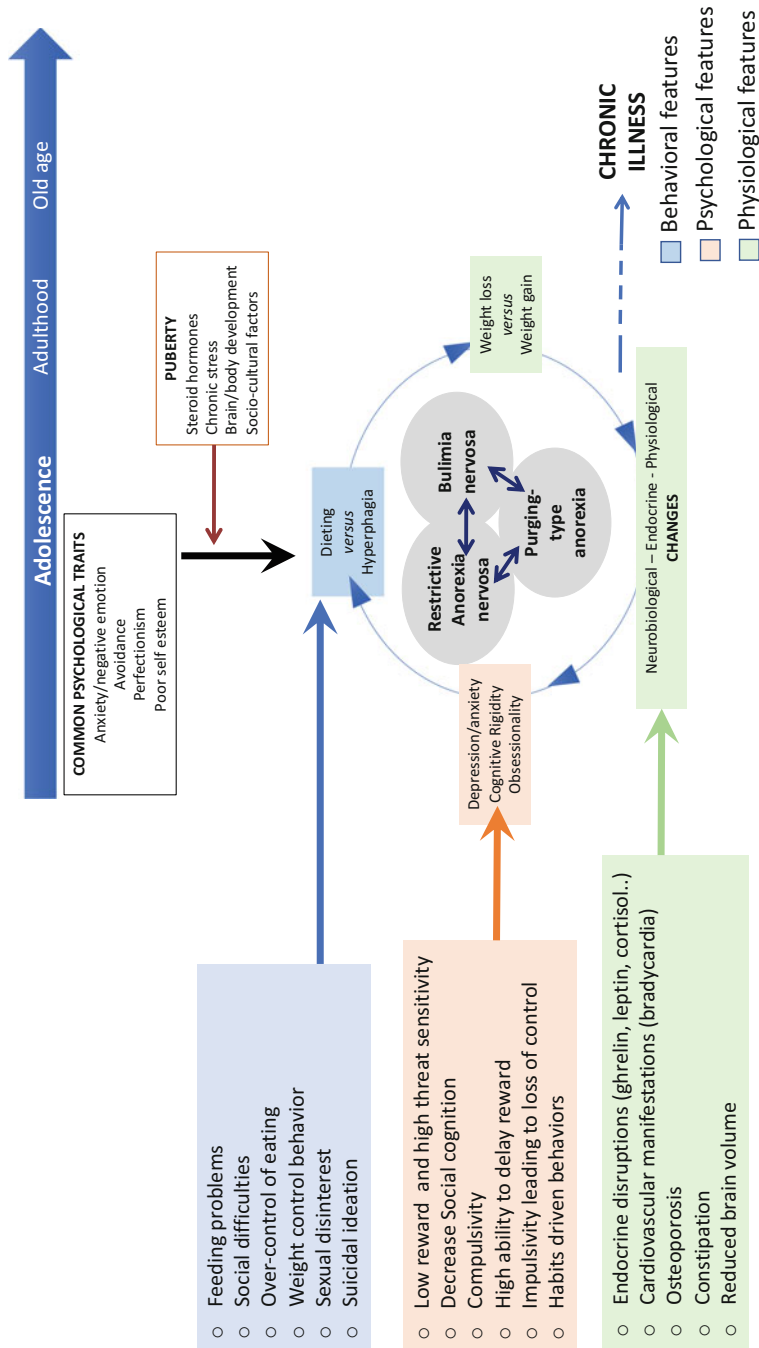 Adolescence Adulthood Old age
COMMON PSYCHOLOGICAL TRAITS
Anxiety/negative emotion
Avoidance
Perfectionism
Poor self esteem
PUBERTY
Steroid hormones
Chronic stress
Brain/body development
Socio-cultural factors
○ Feeding problems
○ Social difficulties
○ Over-control of eating
○ Weight control behavior
○ Sexual disinterest
○ Suicidal ideation
Dieting
versus
Hyperphagia
○ Low reward and high threat sensitivity
○ Decrease Social cognition
○ Compulsivity
○ High ability to delay reward
○ Impulsivity leading to loss of control
○ Habits driven behaviors
Depression/anxiety
Cognitive Rigidity
Obsessionality
Restrictive
Anorexia
nervosa
Bulimia
nervosa
Purging-
type
anorexia
Weight loss
versus
Weight gain
○ Endocrine disruptions (ghrelin, leptin, cortisol..)
○ Cardiovascular manifestations (bradycardia)
○ Osteoporosis
○ Constipation
○ Reduced brain volume
Neurobiological – Endocrine - Physiological
CHANGES
CHRONIC
ILLNESS
Behavioral features
Psychological features
Physiological features